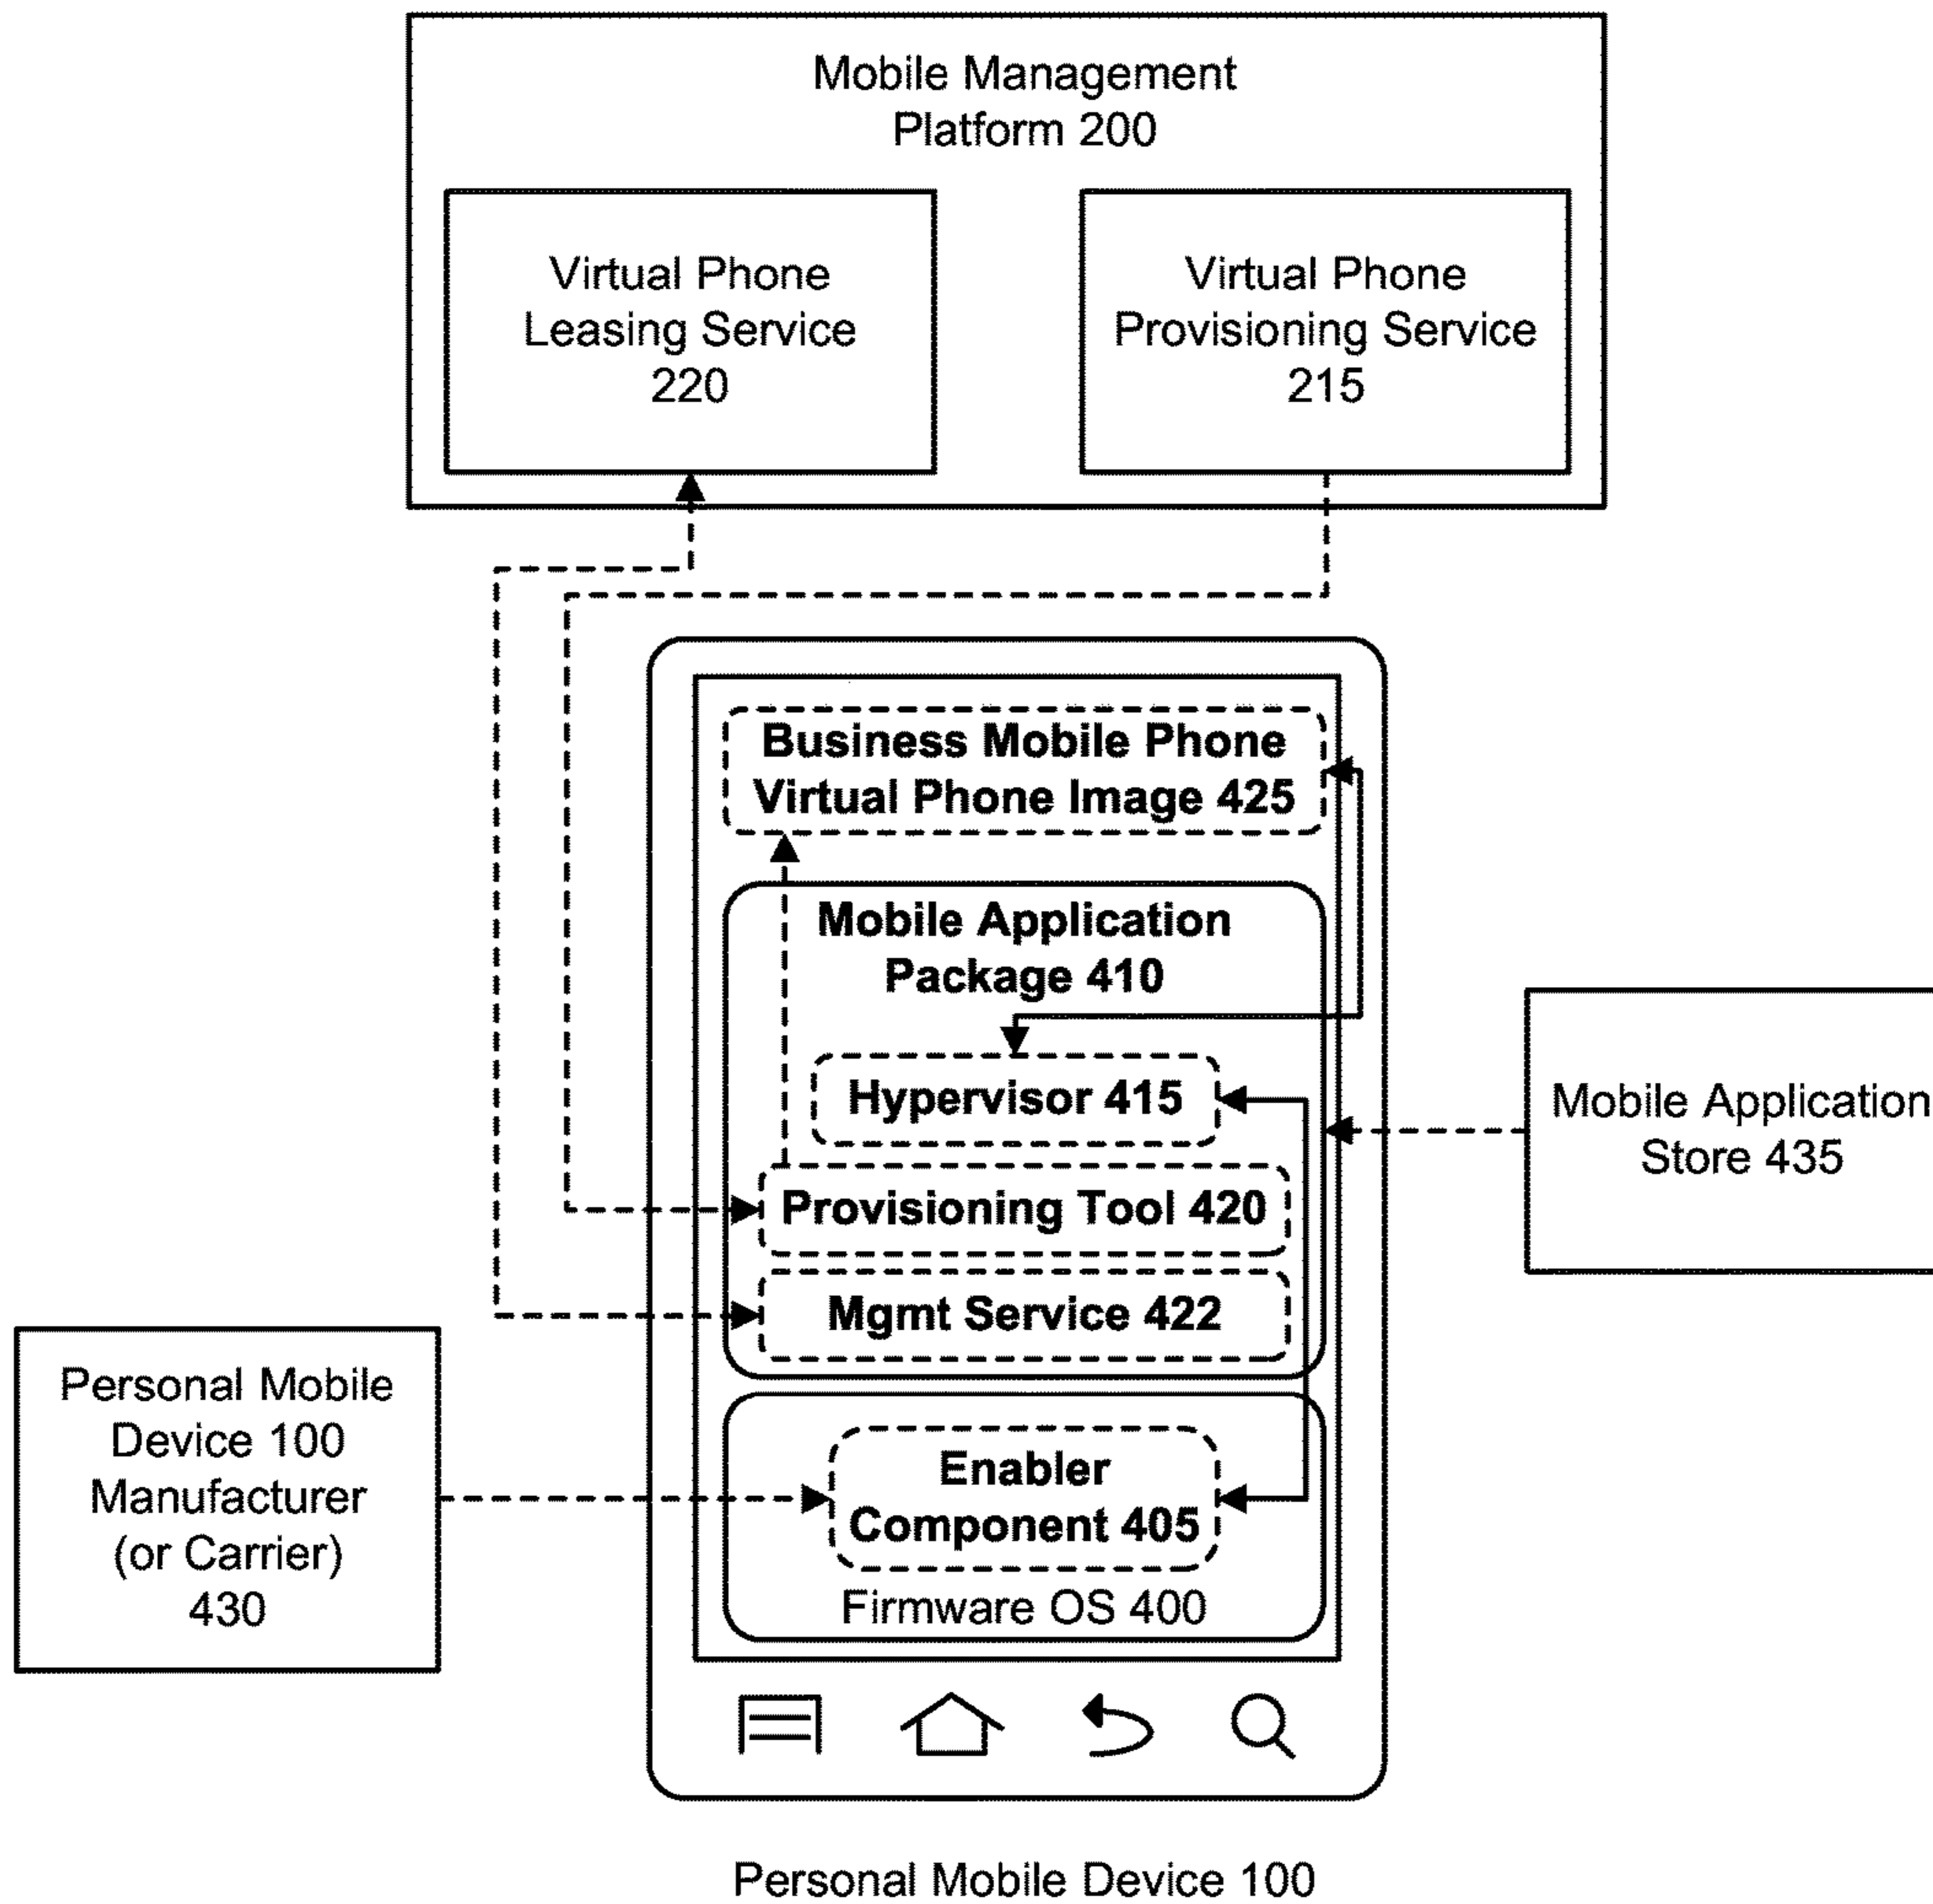 Mobile Management
Platform 200
Virtual Phone
Leasing Service
220
Virtual Phone
Provisioning Service
215
Business Mobile Phone
Virtual Phone Image 425
Mobile Application
Package 410
Hypervisor 415
Provisioning Tool 420
Mgmt Service 422
Mobile Application
Store 435
Personal Mobile
Device 100
Manufacturer
(or Carrier)
430
Enabler
Component 405
Firmware OS 400
Personal Mobile Device 100